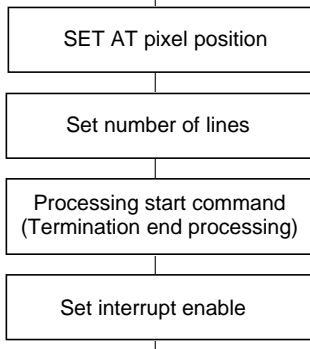 SET AT pixel position
Set number of lines
Processing start command
(Termination end processing)
Set interrupt enable